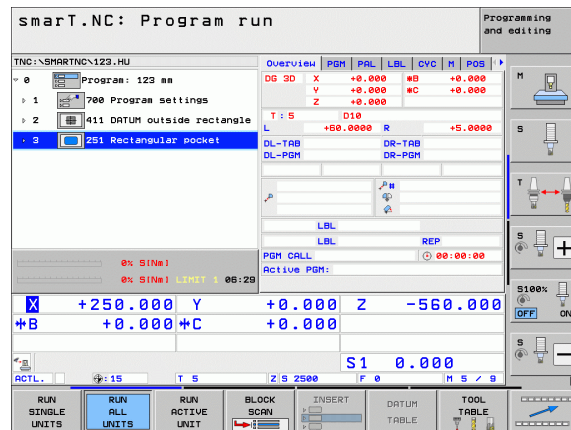 smarT.NC: Program run
Programming and editing
TNC:\SMARTNC\123.HU
0 Program: 123 mm
1 700 Program settings
2 411 DATUM outside rectangle
3 251 Rectangular pocket
0% S[Nm]
0% S[Nm] LIMIT 1 06:29
Overview PGM PAL LBL CYC M POS
DG 3D X +0.000 *B +0.000
Y +0.000 *C +0.000
Z +0.000
T : 5 D10
L +60.0000 R +5.0000
DL-TAB DR-TAB
DL-PGM DR-PGM
#
LBL
LBL REP
PGM CALL 00:00:00
Active PGM:
X +250.000 Y +0.000 Z -560.000
*B +0.000 *C +0.000
S1 0.000
ACTL. : 15 T 5 Z S 2500 F 0 M 5 / 9
M
S
T
S
S100%
OFF ON
S
RUN SINGLE UNITS
RUN ALL UNITS
RUN ACTIVE UNIT
BLOCK SCAN
INSERT
DATUM TABLE
TOOL TABLE